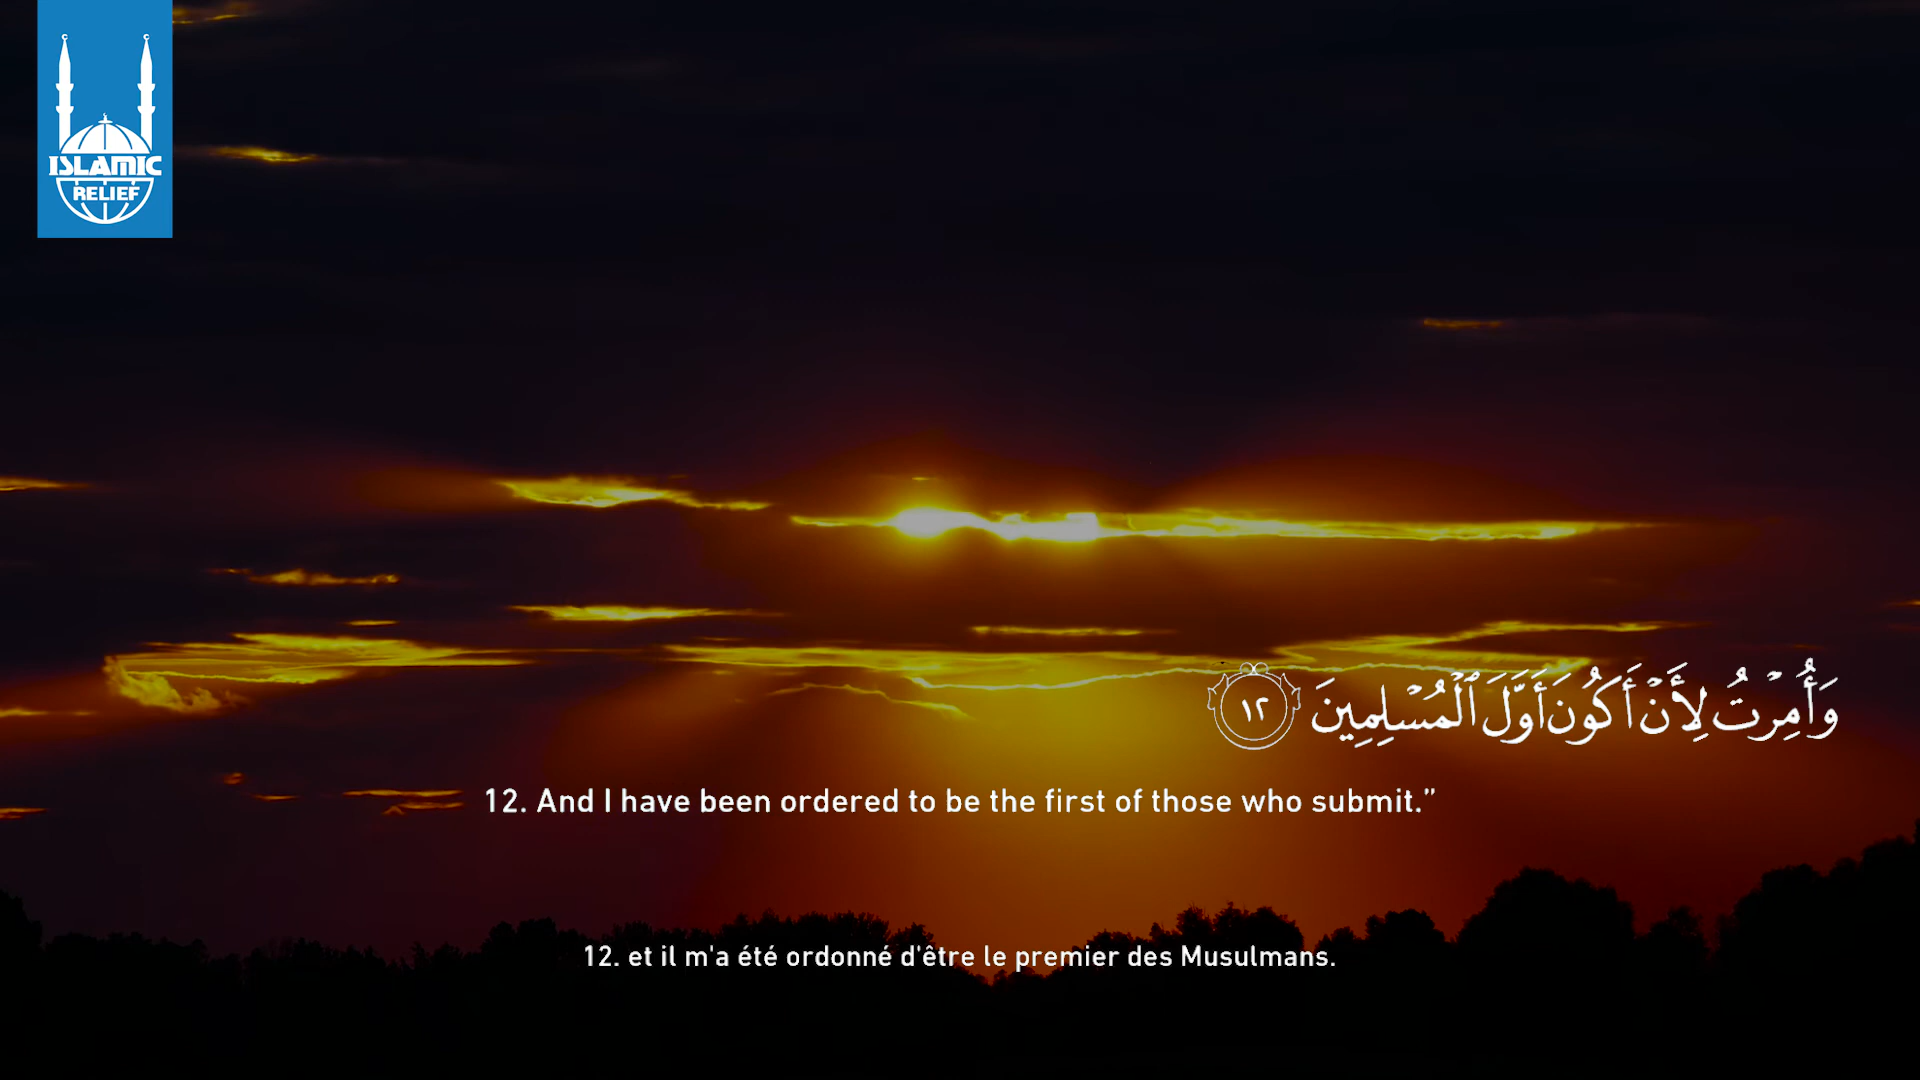 ISLAMIC
RELIEF
وَأُمِرْتُ لِأَنْ أَكُونَ أَوَّلَ ٱلْمُسْلِمِينَ ١٢
12. And I have been ordered to be the first of those who submit.”
12. et il m'a été ordonné d'être le premier des Musulmans.